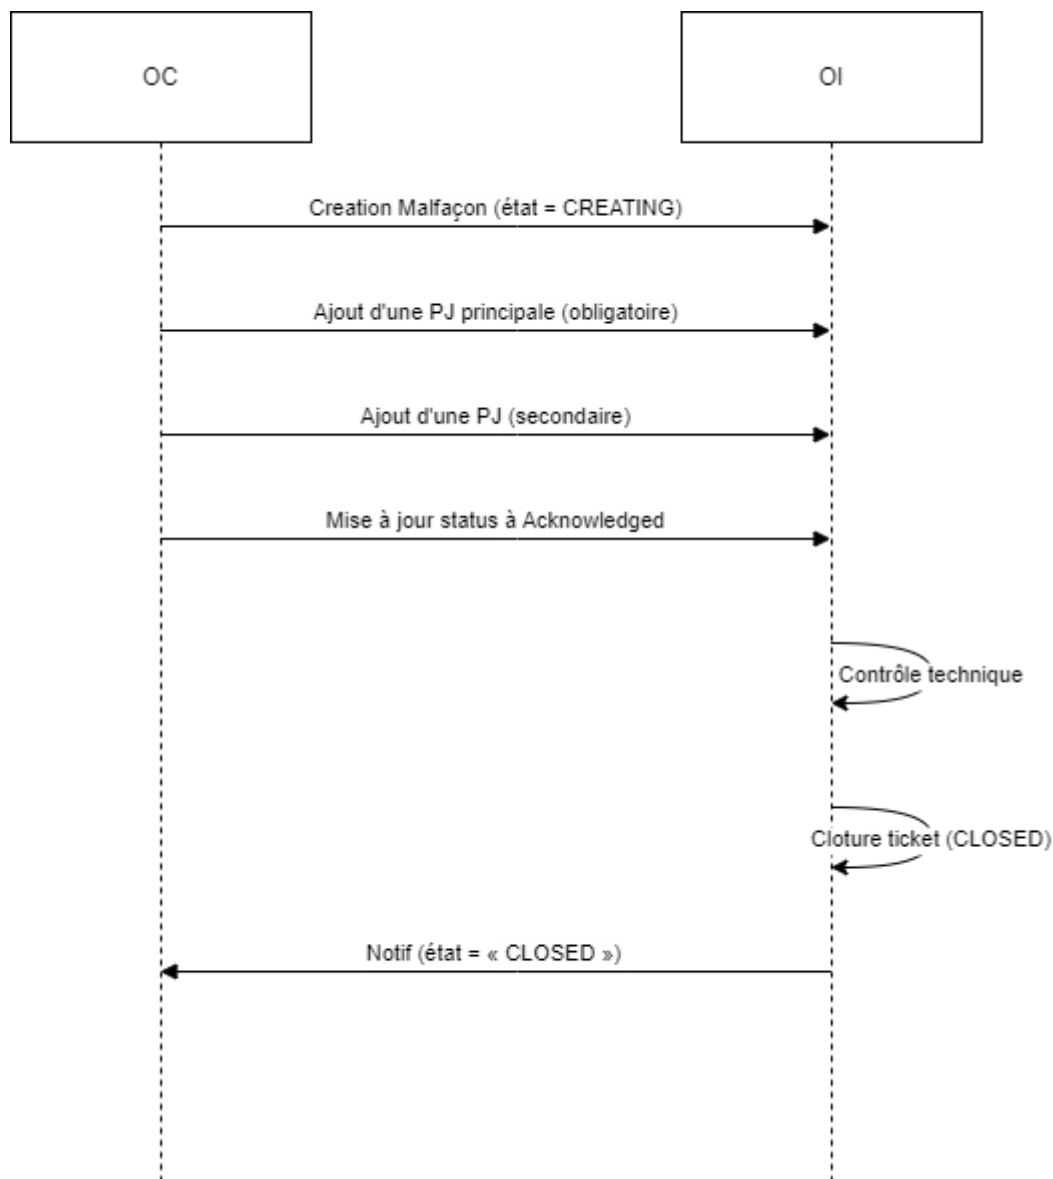 OC
OI
Creation Malfaçon (état = CREATING)
Ajout d'une PJ principale (obligatoire)
Ajout d'une PJ (secondaire)
Mise à jour status à Acknowledged
Contrôle technique
Cloture ticket (CLOSED)
Notif (état = « CLOSED »)